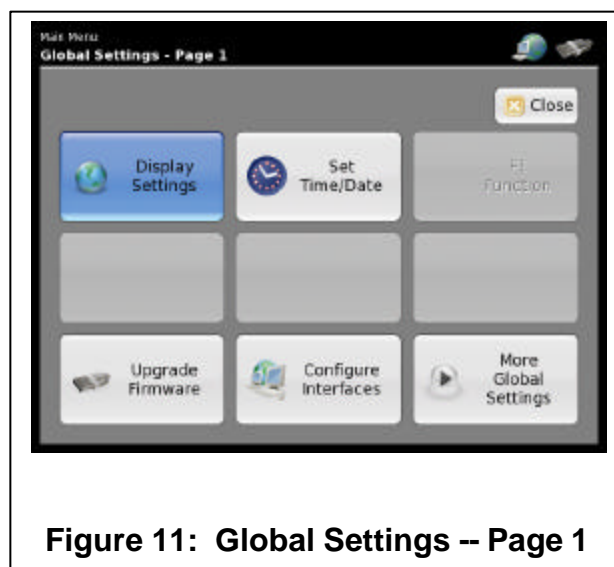 Main Menu
Global Settings - Page 1
Close
Display
Settings
Set
Time/Date
Function
Upgrade
Firmware
Configure
Interfaces
More
Global
Settings
Figure 11:  Global Settings -- Page 1